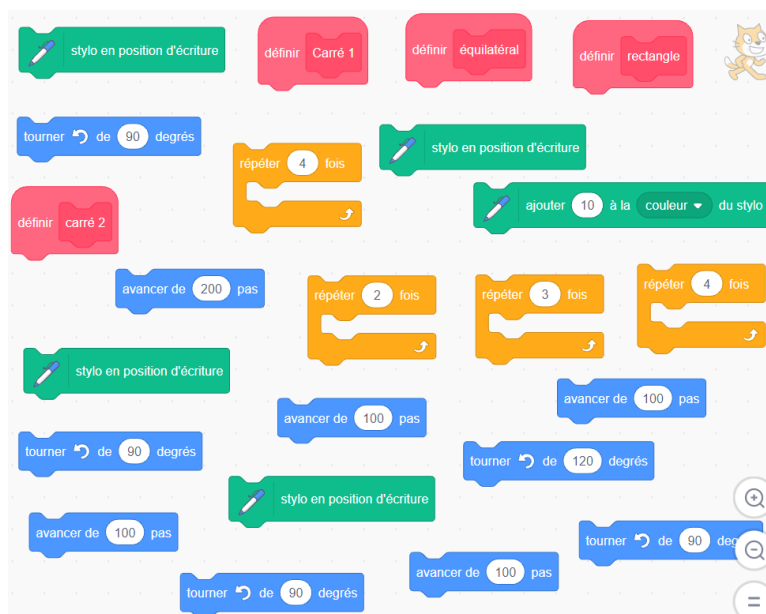 stylo en position d'écriture
définir Carré 1
définir équilatéral
définir rectangle
tourner de 90 degrés
répéter 4 fois
stylo en position d'écriture
ajouter 10 à la couleur du stylo
définir carré 2
avancer de 200 pas
répéter 2 fois
répéter 3 fois
répéter 4 fois
stylo en position d'écriture
avancer de 100 pas
avancer de 100 pas
tourner de 90 degrés
tourner de 120 degrés
stylo en position d'écriture
avancer de 100 pas
tourner de 90 deg
avancer de 100 pas
tourner de 90 degrés